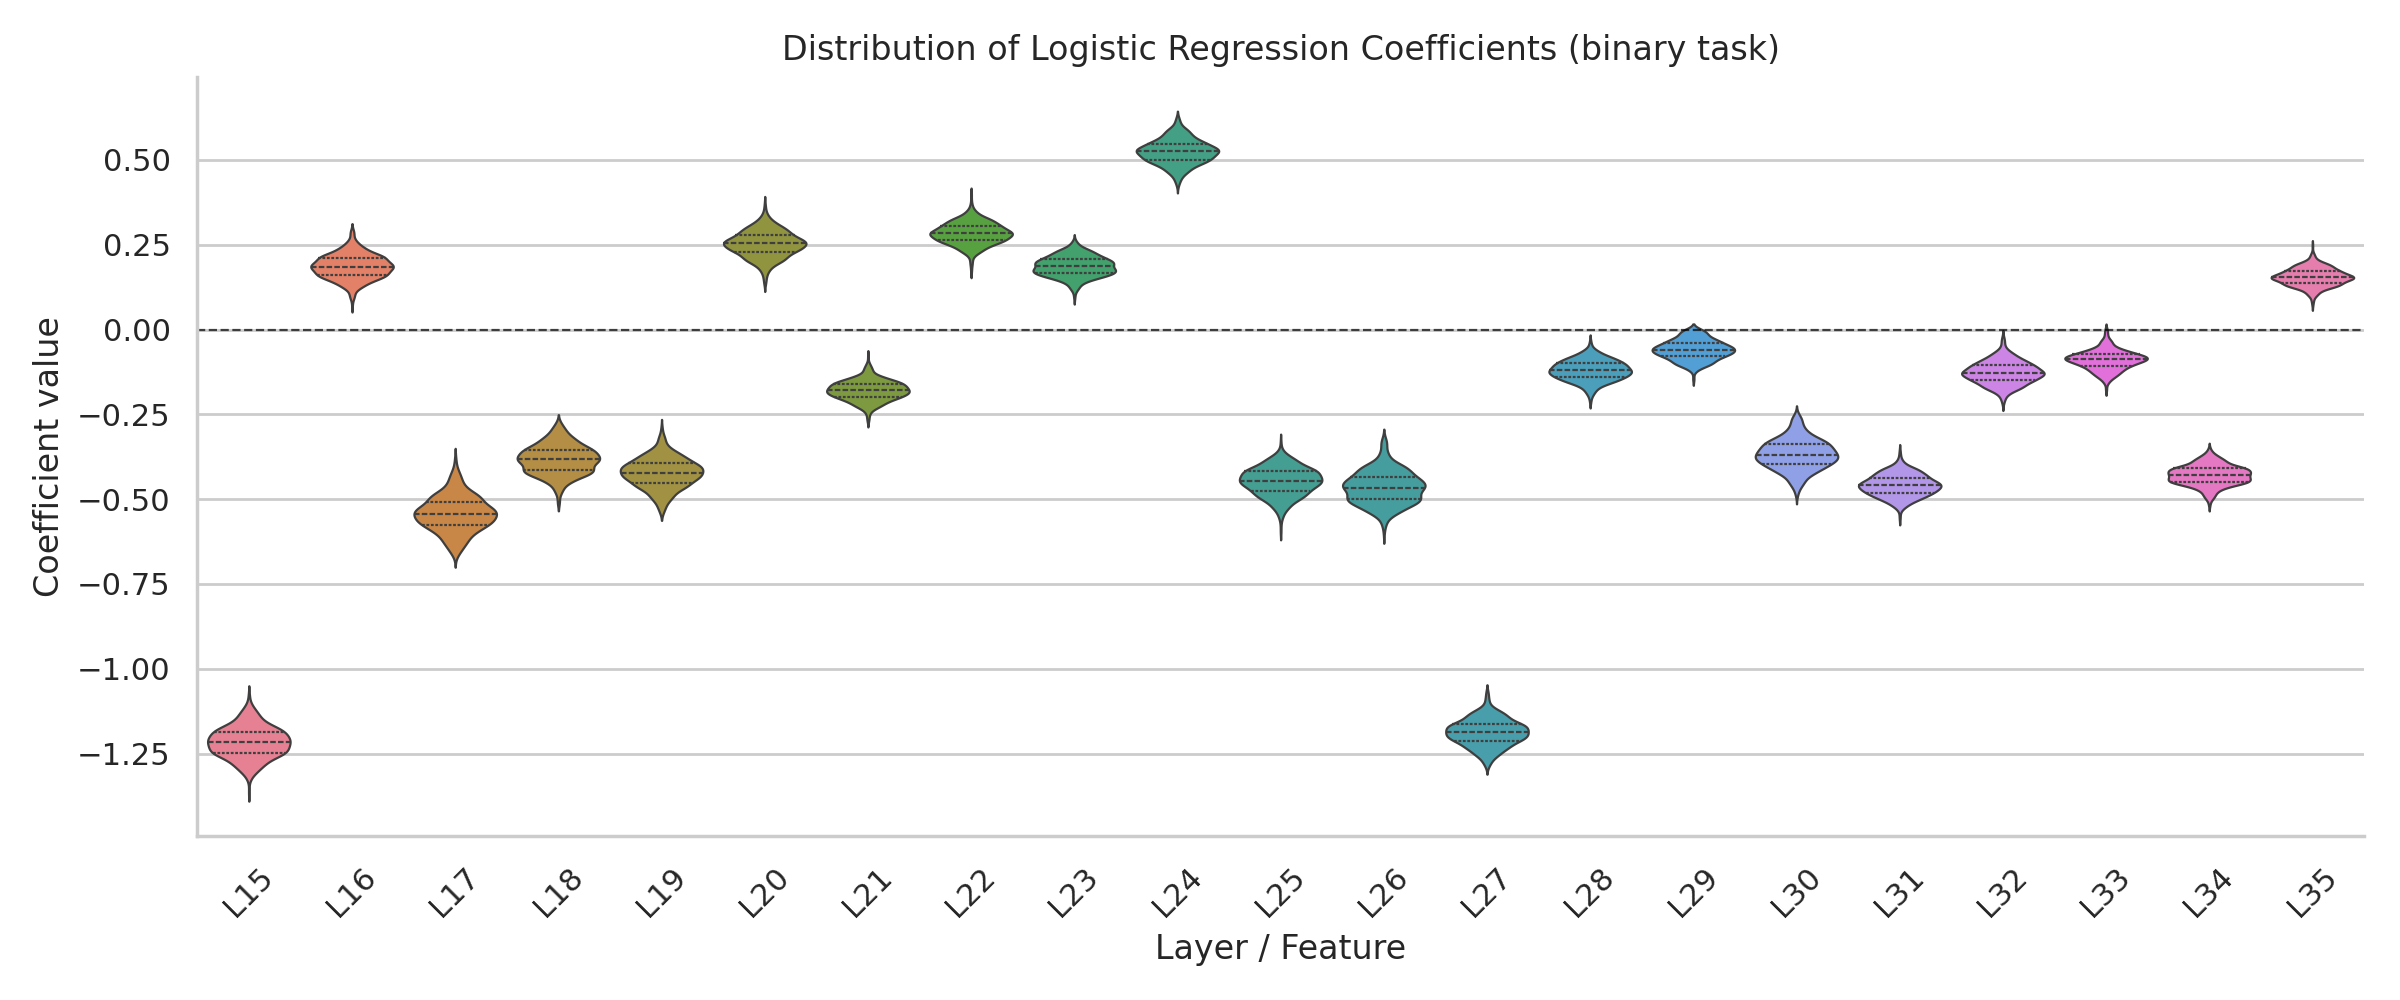 Distribution of Logistic Regression Coefficients (binary task)
Coefficient value
0.50
0.25
0.00
−0.25
−0.50
−0.75
−1.00
−1.25
L15 L16 L17 L18 L19 L20 L21 L22 L23 L24 L25 L26 L27 L28 L29 L30 L31 L32 L33 L34 L35
Layer / Feature